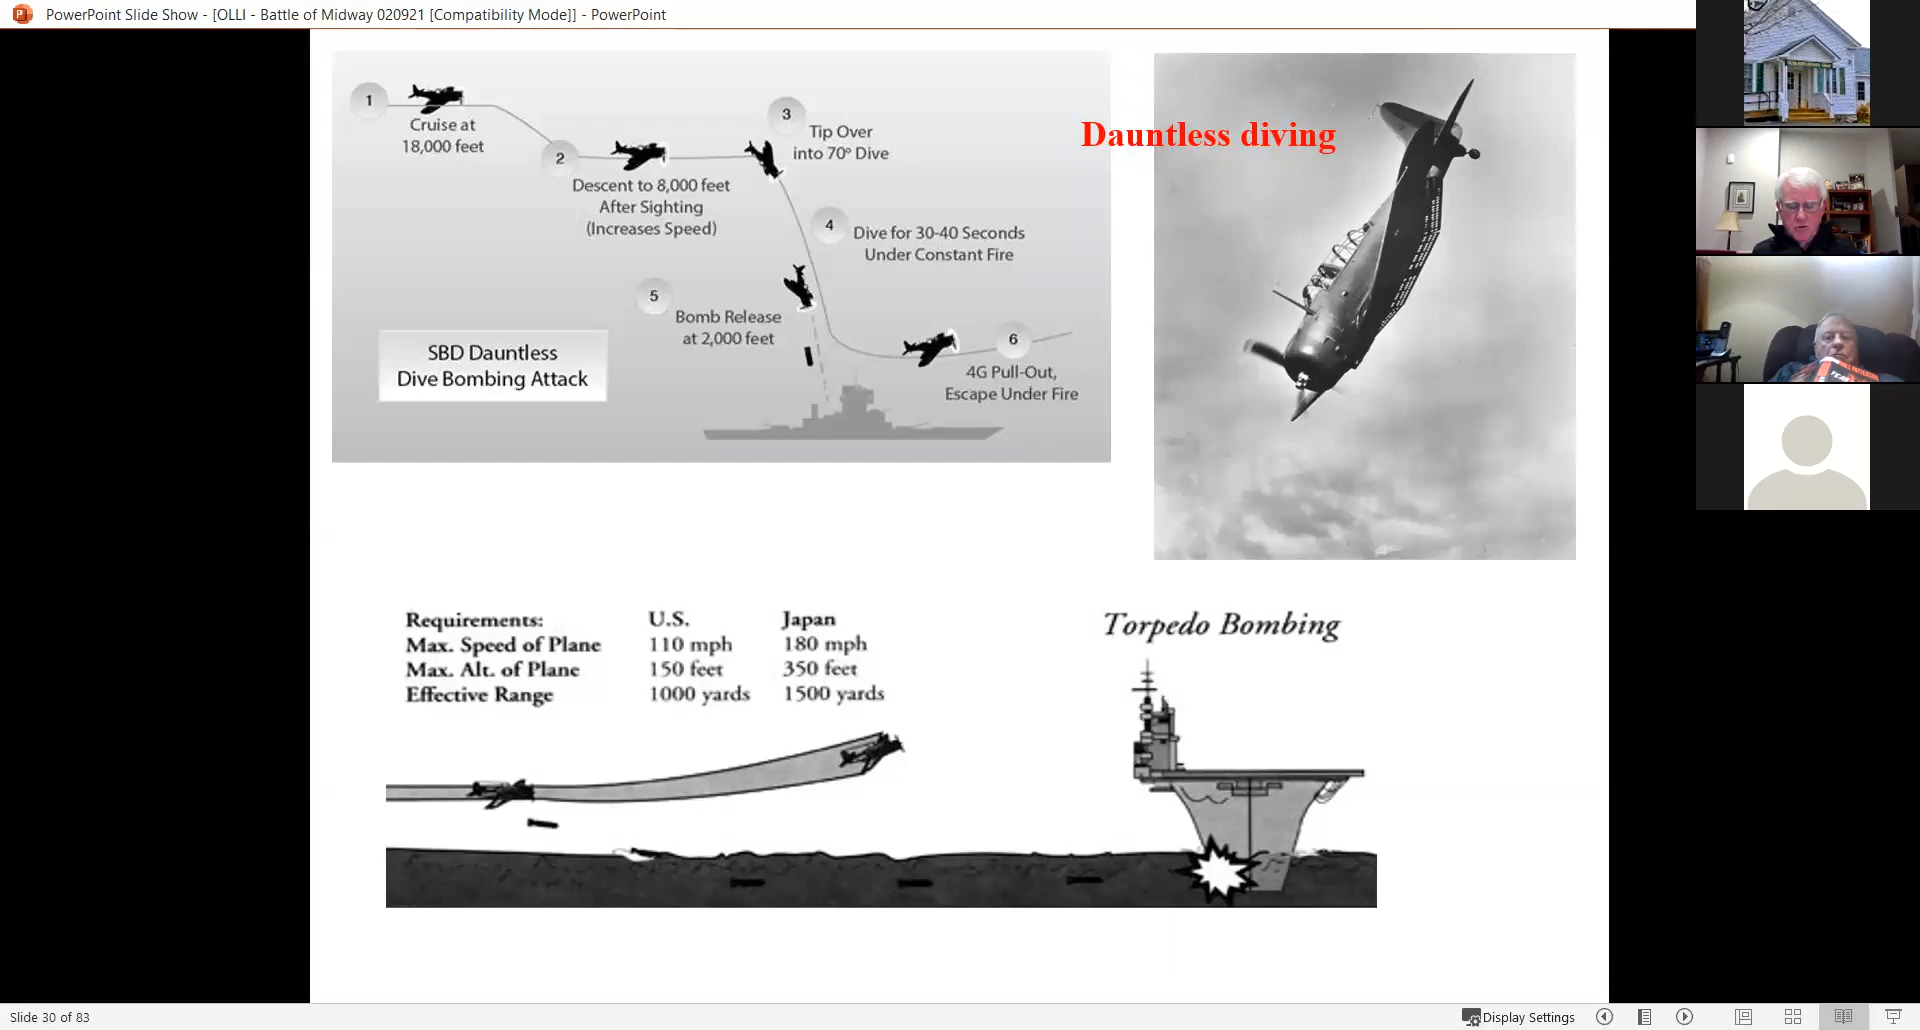 PowerPoint Slide Show - [OLLI - Battle of Midway 020921 [Compatibility Mode]] - PowerPoint
1
Cruise at
18,000 feet
2
Descent to 8,000 feet
After Sighting
(Increases Speed)
3
Tip Over
into 70º Dive
4
Dive for 30-40 Seconds
Under Constant Fire
5
Bomb Release
at 2,000 feet
6
4G Pull-Out,
Escape Under Fire
SBD Dauntless
Dive Bombing Attack
Dauntless diving
Requirements: U.S. Japan
Max. Speed of Plane 110 mph 180 mph
Max. Alt. of Plane 150 feet 350 feet
Effective Range 1000 yards 1500 yards
Torpedo Bombing
Slide 30 of 83
Display Settings